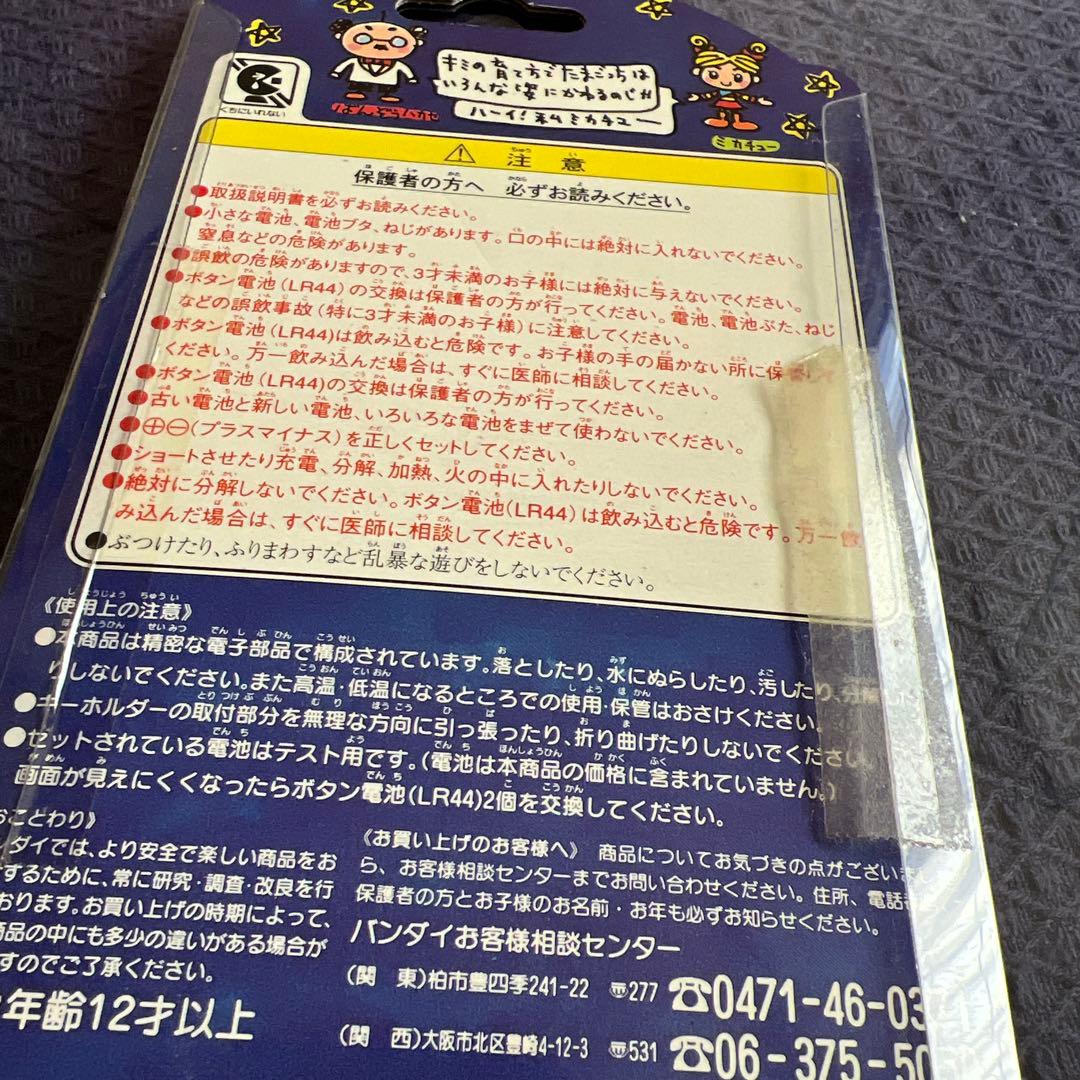 キミの育て方でたまごっちは
いろんな姿にかわるのじゃ
ハーイ!私ミカチュー
くちにいれない
ミカチュー
注意
保護者の方へ 必ずお読みください。
●取扱説明書を必ずお読みください。
●小さな電池、電池ブタ、ねじがあります。口の中には絶対に入れないでください。
窒息などの危険があります。
●誤飲の危険がありますので、3才未満のお子様には絶対に与えないでください。
●ボタン電池(LR44)の交換は保護者の方が行ってください。電池、電池ぶた、ねじ
などの誤飲事故(特に3才未満のお子様)に注意してください。
●ボタン電池(LR44)は飲み込むと危険です。お子様の手の届かない所に保管して
ください。万一飲み込んだ場合は、すぐに医師に相談してください。
●ボタン電池(LR44)の交換は保護者の方が行ってください。
●古い電池と新しい電池、いろいろな電池をまぜて使わないでください。
●⊕⊖(プラスマイナス)を正しくセットしてください。
●ショートさせたり充電、分解、加熱、火の中に入れたりしないでください。
●絶対に分解しないでください。ボタン電池(LR44)は飲み込むと危険です。万一飲
み込んだ場合は、すぐに医師に相談してください。
●ぶつけたり、ふりまわすなど乱暴な遊びをしないでください。
《使用上の注意》
●本商品は精密な電子部品で構成されています。落としたり、水にぬらしたり、汚したり、分解した
りしないでください。また高温・低温になるところでの使用・保管はおさけください。
●キーホルダーの取付部分を無理な方向に引っ張ったり、折り曲げたりしないでください。
●セットされている電池はテスト用です。(電池は本商品の価格に含まれていません。)
画面が見えにくくなったらボタン電池(LR44)2個を交換してください。
おことわり》
ンダイでは、より安全で楽しい商品をお
けするために、常に研究・調査・改良を行
おります。お買い上げの時期によって、
商品の中にも多少の違いがある場合が
すのでご了承ください。
年齢12才以上
《お買い上げのお客様へ》 商品についてお気づきの点がございま
ら、お客様相談センターまでお問い合わせください。住所、電話番
保護者の方とお子様のお名前・お年も必ずお知らせください。
バンダイお客様相談センター
(関 東)柏市豊四季241-22 〠277 ☎0471-46-03
(関 西)大阪市北区豊崎4-12-3 〠531 ☎06-375-50